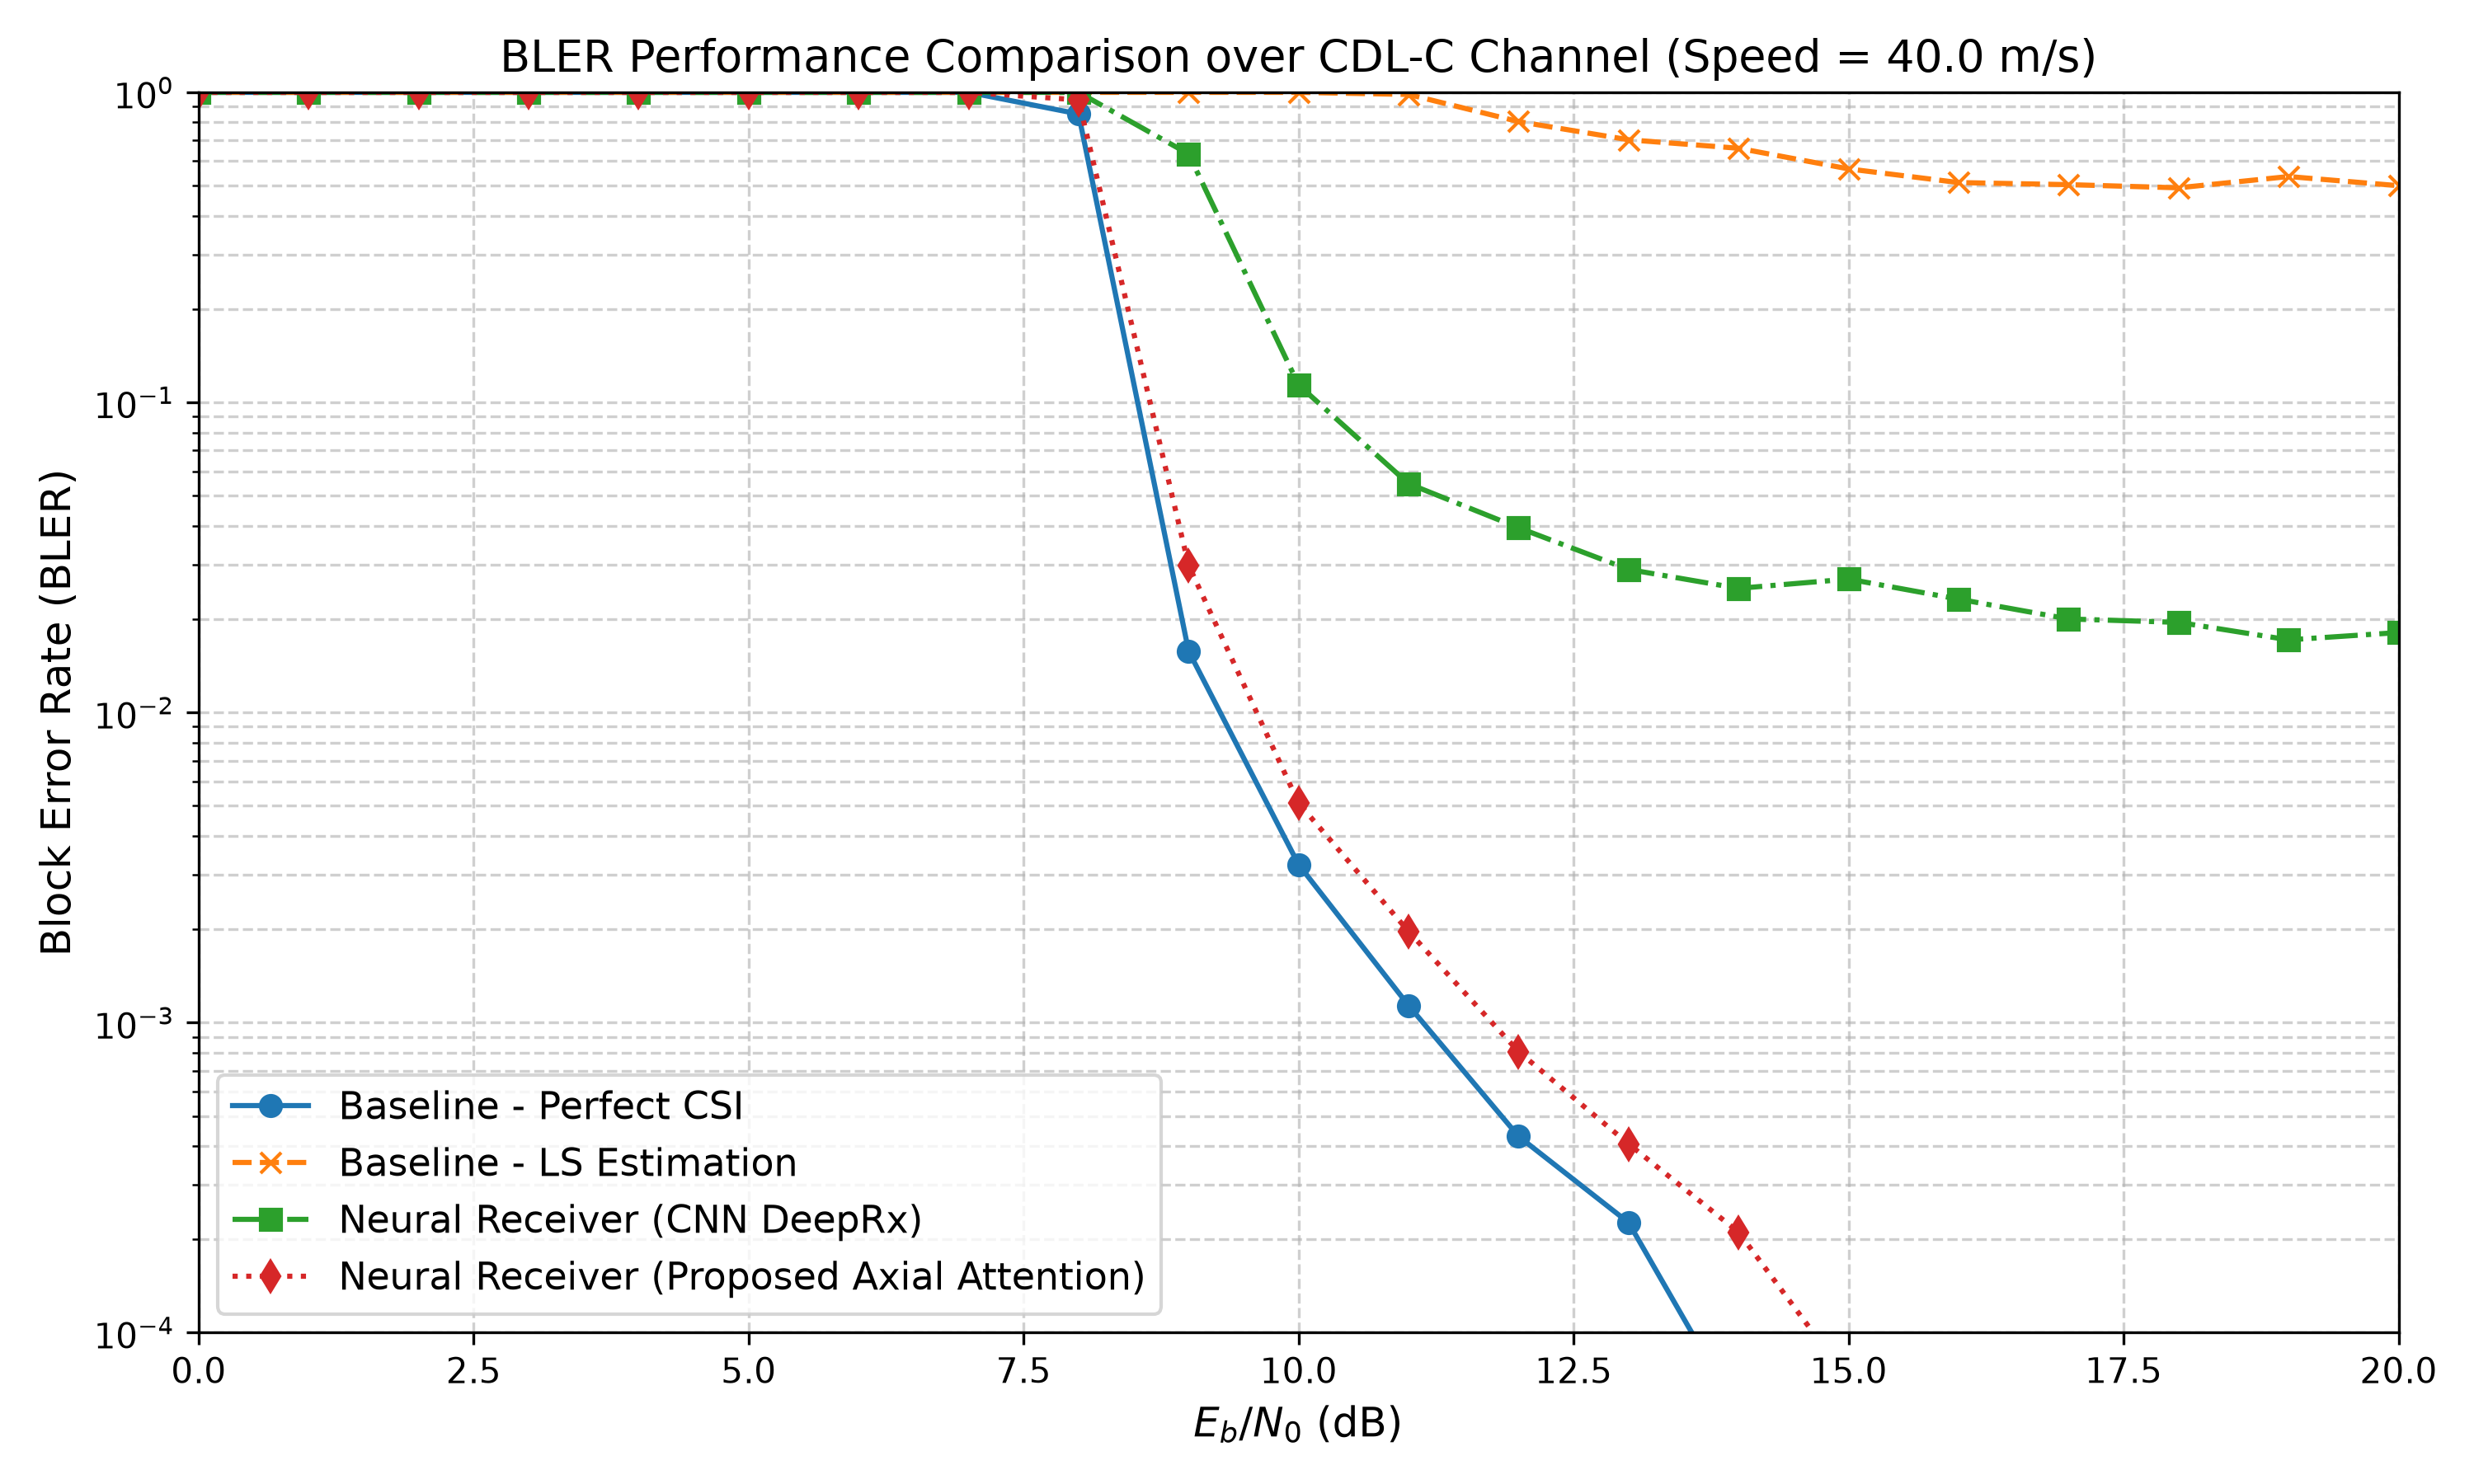 BLER Performance Comparison over CDL-C Channel (Speed = 40.0 m/s)
Block Error Rate (BLER)
10⁰
10⁻¹
10⁻²
10⁻³
10⁻⁴
Baseline - Perfect CSI
Baseline - LS Estimation
Neural Receiver (CNN DeepRx)
Neural Receiver (Proposed Axial Attention)
0.0 2.5 5.0 7.5 10.0 12.5 15.0 17.5 20.0
E_b/N_0 (dB)